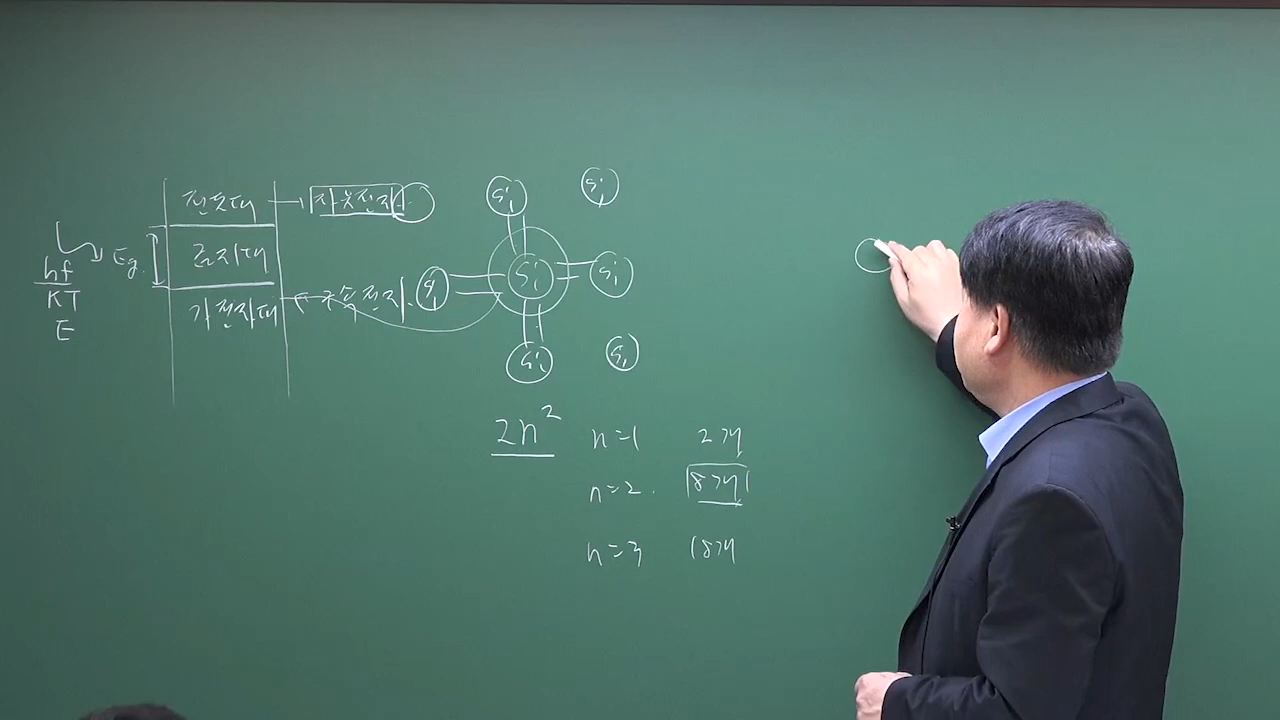 전도대
자유전자
금지대
Eg
hf
KT
E
가전자대
구속전자
Si
Si
Si
Si
Si
Si
Si
Si
2n²
n=1 2개
n=2 8개
n=3 18개